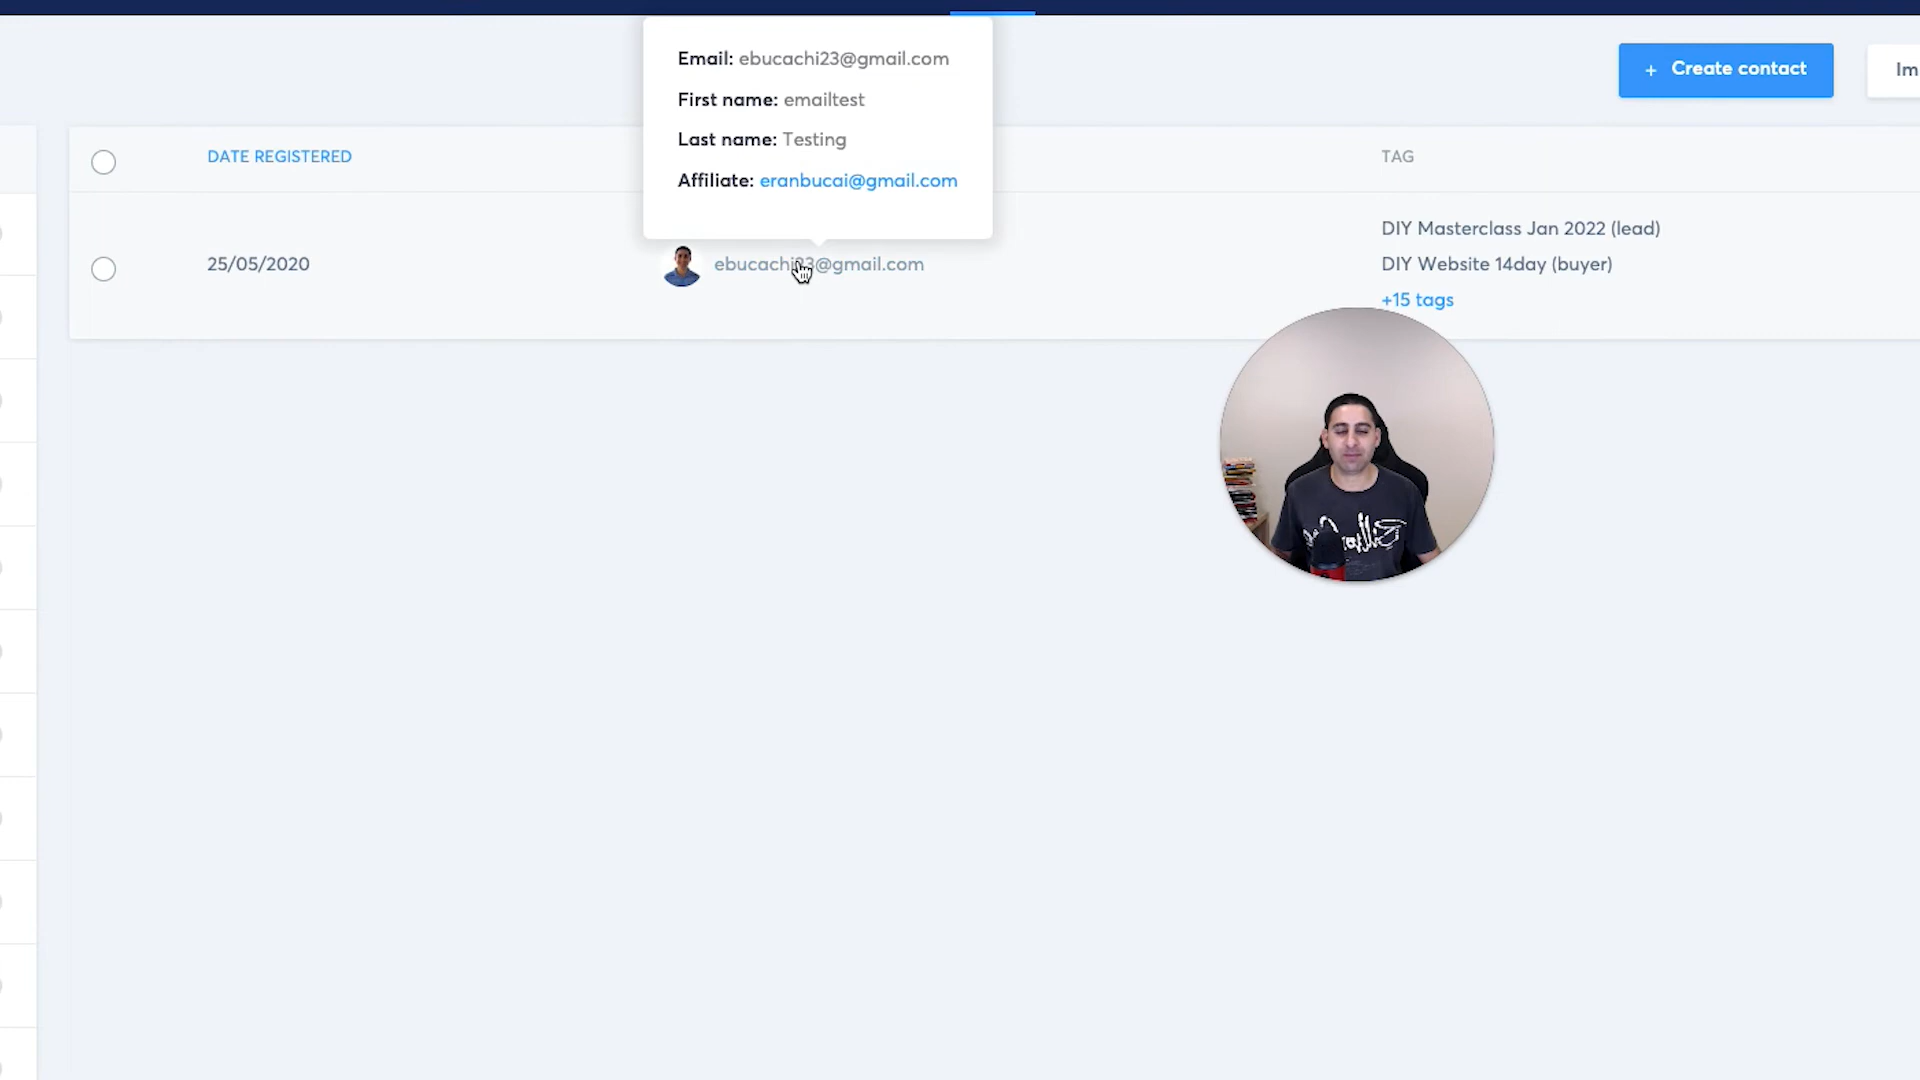 Email: ebucachi23@gmail.com
First name: emailtest
Last name: Testing
Affiliate: eranbucai@gmail.com
+ Create contact
Im
DATE REGISTERED
TAG
25/05/2020
ebucachi23@gmail.com
DIY Masterclass Jan 2022 (lead)
DIY Website 14day (buyer)
+15 tags